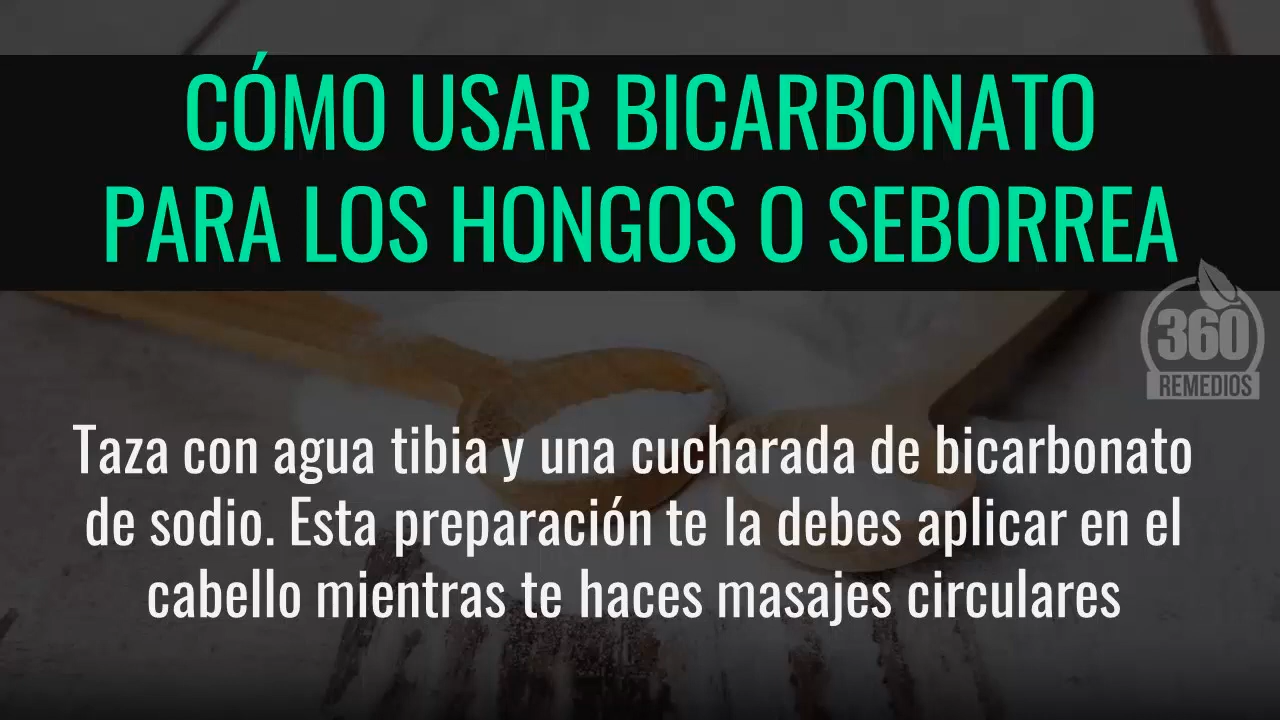 CÓMO USAR BICARBONATO
PARA LOS HONGOS O SEBORREA
360
REMEDIOS
Taza con agua tibia y una cucharada de bicarbonato
de sodio. Esta preparación te la debes aplicar en el
cabello mientras te haces masajes circulares